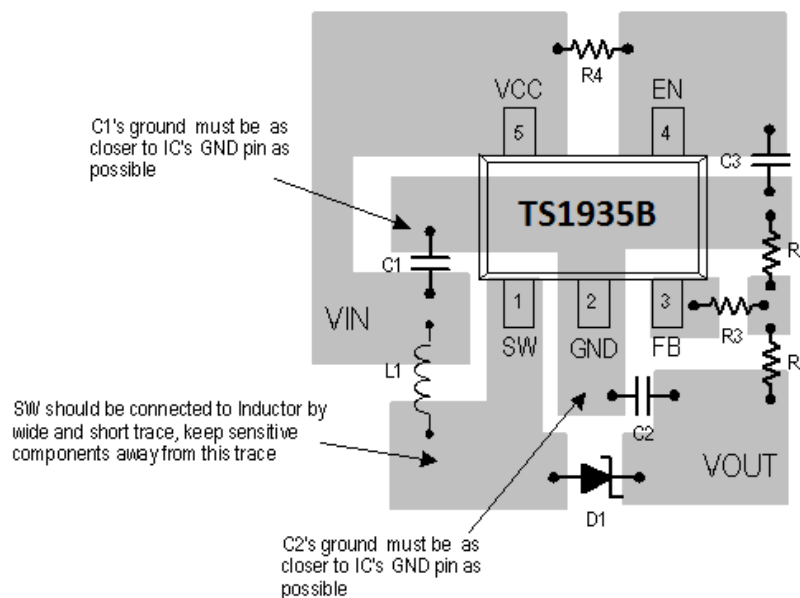 R4
VCC
EN
5
4
C1's ground must be as
closer to IC's GND pin as
possible
C3
TS1935B
R
C1
1
2
3
VIN
SW
GND
FB
R3
R
L1
SW should be connected to Inductor by
wide and short trace, keep sensitive
components away from this trace
C2
VOUT
D1
C2's ground must be as
closer to IC's GND pin as
possible